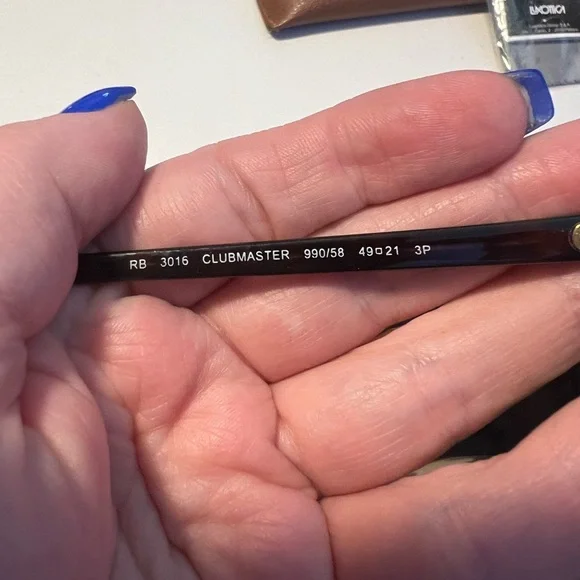 LUXOTTICA
RB 3016 CLUBMASTER 990/58 49□21 3P